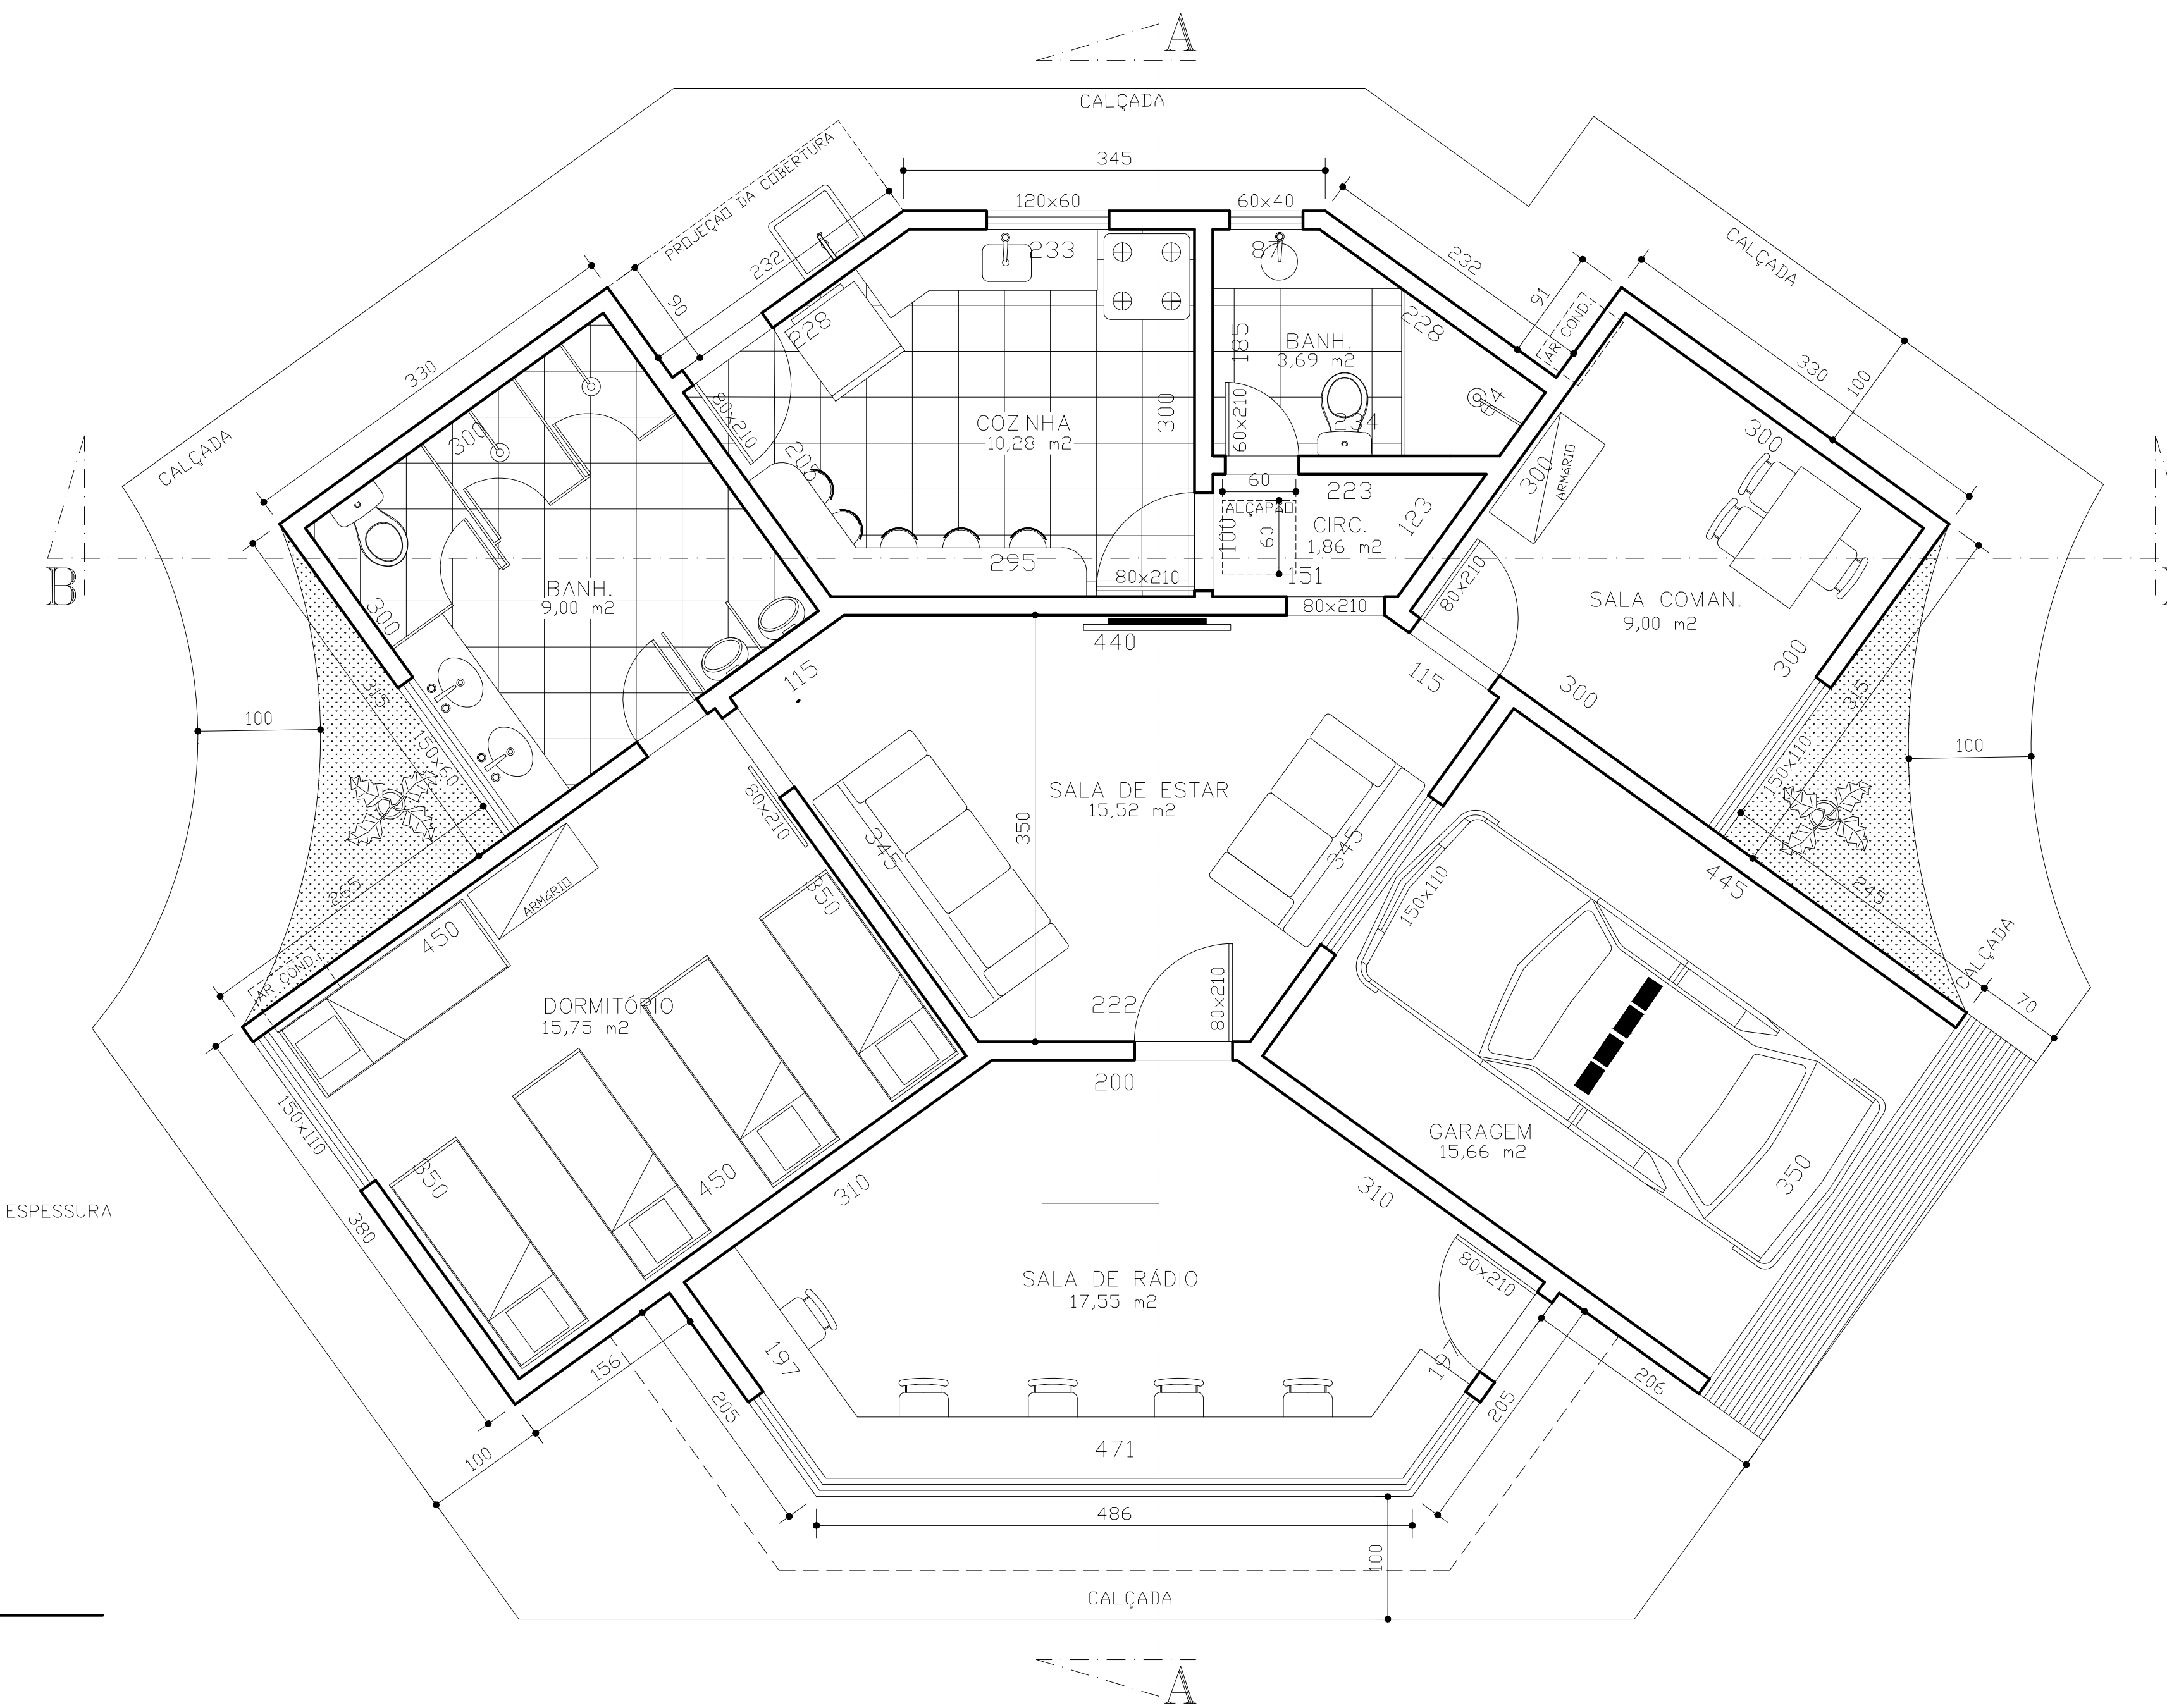 A
CALÇADA
345
PROJEÇÃO DA COBERTURA
120x60
60x40
232
233
87
232
CALÇADA
90
91
AR COND.
228
185
BANH.
3,69 m2
228
330
330
100
80x210
COZINHA
10,28 m2
300
60x210
234
84
300
300
CALÇADA
205
60
223
300
ARMáRIO
ALÇAPÃO
100
60
CIRC.
1,86 m2
123
B
295
80x210
151
80x210
80x210
BANH.
9,00 m2
SALA COMAN.
9,00 m2
300
440
115
115
300
300
315
315
100
150x60
100
150x110
80x210
SALA DE ESTAR
15,52 m2
350
345
345
265
ARMáRIO
350
150x110
445
245
450
AR COND.
CALÇADA
70
DORMITÓRIO
15,75 m2
222
80x210
200
150x110
GARAGEM
15,66 m2
350
450
350
310
310
ESPESSURA
380
SALA DE RÁDIO
17,55 m2
80x210
156
197
197
205
205
206
100
471
486
100
CALÇADA
A